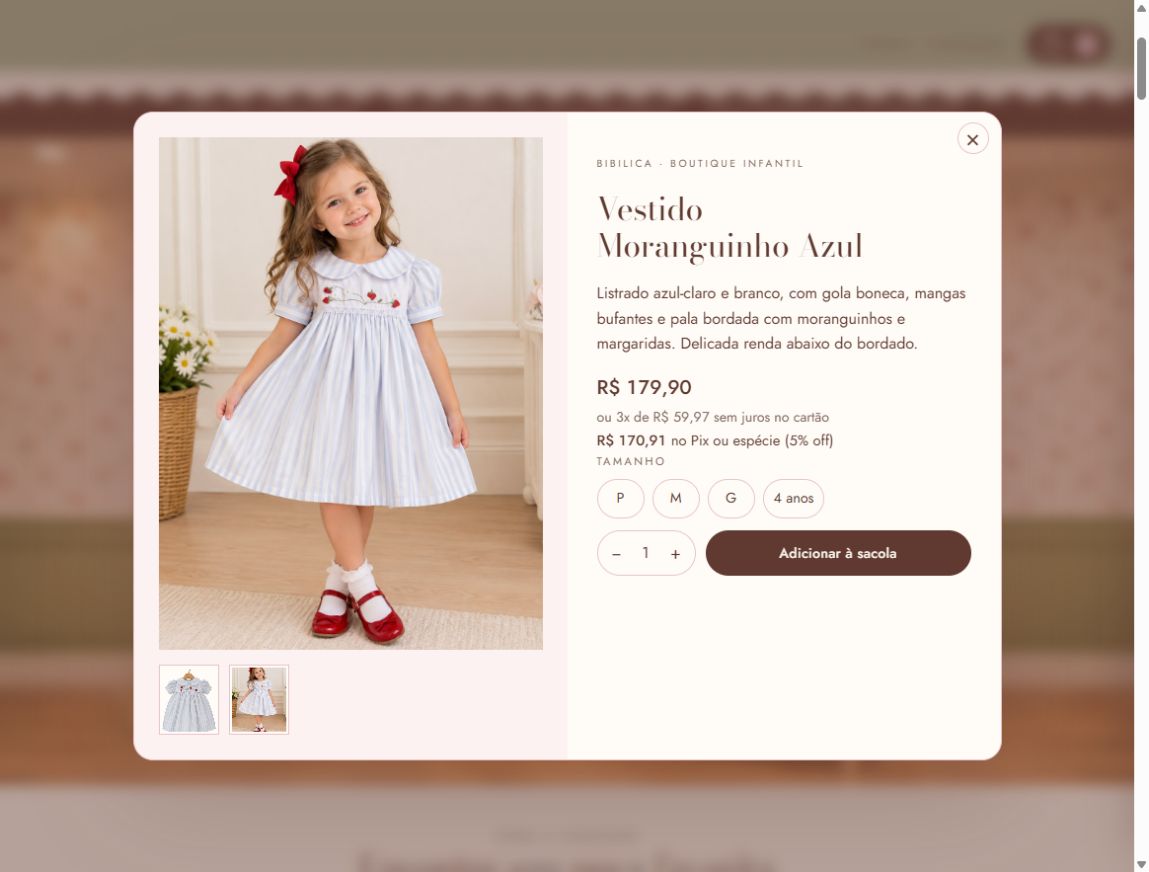 BIBILICA - BOUTIQUE INFANTIL
Vestido
Moranguinho Azul
Listrado azul-claro e branco, com gola boneca, mangas
bufantes e pala bordada com moranguinhos e
margaridas. Delicada renda abaixo do bordado.
R$ 179,90
ou 3x de R$ 59,97 sem juros no cartão
R$ 170,91 no Pix ou espécie (5% off)
TAMANHO
P M G 4 anos
− 1 + Adicionar à sacola